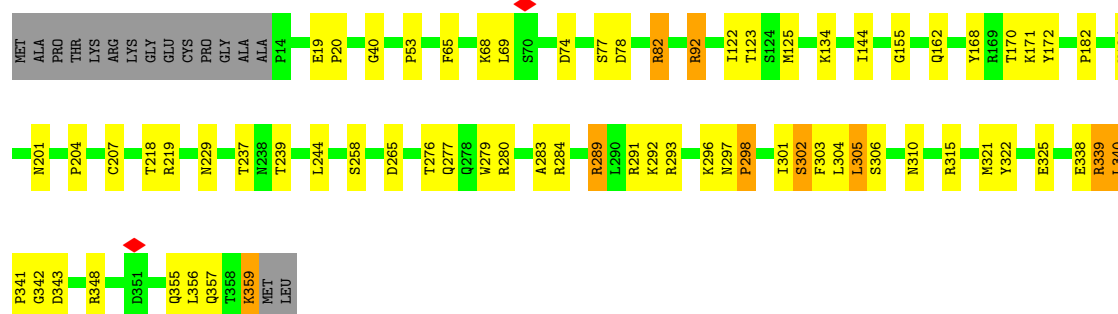 MET ALA PRO THR LYS ARG LYS GLY GLU CYS PRO GLY ALA ALA P14 E19 P20 G40 P53 F65 K68 L69 S70 D74 S77 D78 R82 R92 I122 T123 S124 M125 K134 I144 G155 Q162 Y168 R169 T170 K171 Y172 P182
N201 P204 C207 T218 R219 N229 T237 N238 T239 L244 S258 D265 T276 Q277 Q278 W279 R280 A283 R284 R289 L290 R291 K292 R293 K296 N297 P298 I301 S302 F303 L304 L305 S306 N310 R315 M321 Y322 E325 E338 R339 L340
P341 G342 D343 R348 D351 Q355 L356 Q357 T358 K359 MET LEU